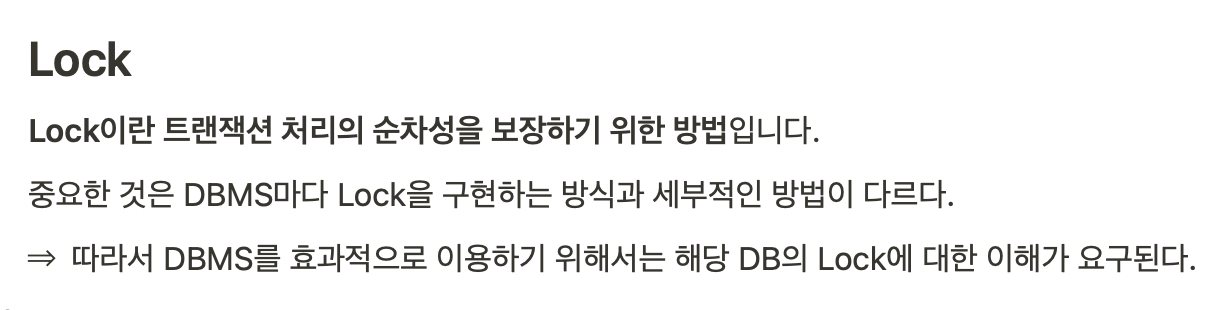 Lock
Lock이란 트랜잭션 처리의 순차성을 보장하기 위한 방법입니다.
중요한 것은 DBMS마다 Lock을 구현하는 방식과 세부적인 방법이 다르다.
⇒ 따라서 DBMS를 효과적으로 이용하기 위해서는 해당 DB의 Lock에 대한 이해가 요구된다.